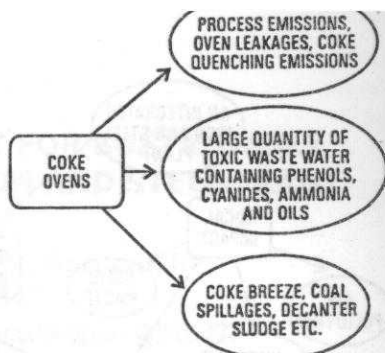 PROCESS EMISSIONS,
OVEN LEAKAGES, COKE
QUENCHING EMISSIONS
COKE
OVENS
LARGE QUANTITY OF
TOXIC WASTE WATER
CONTAINING PHENOLS,
CYANIDES, AMMONIA
AND OILS
COKE BREEZE, COAL
SPILLAGES, DECANTER
SLUDGE ETC.